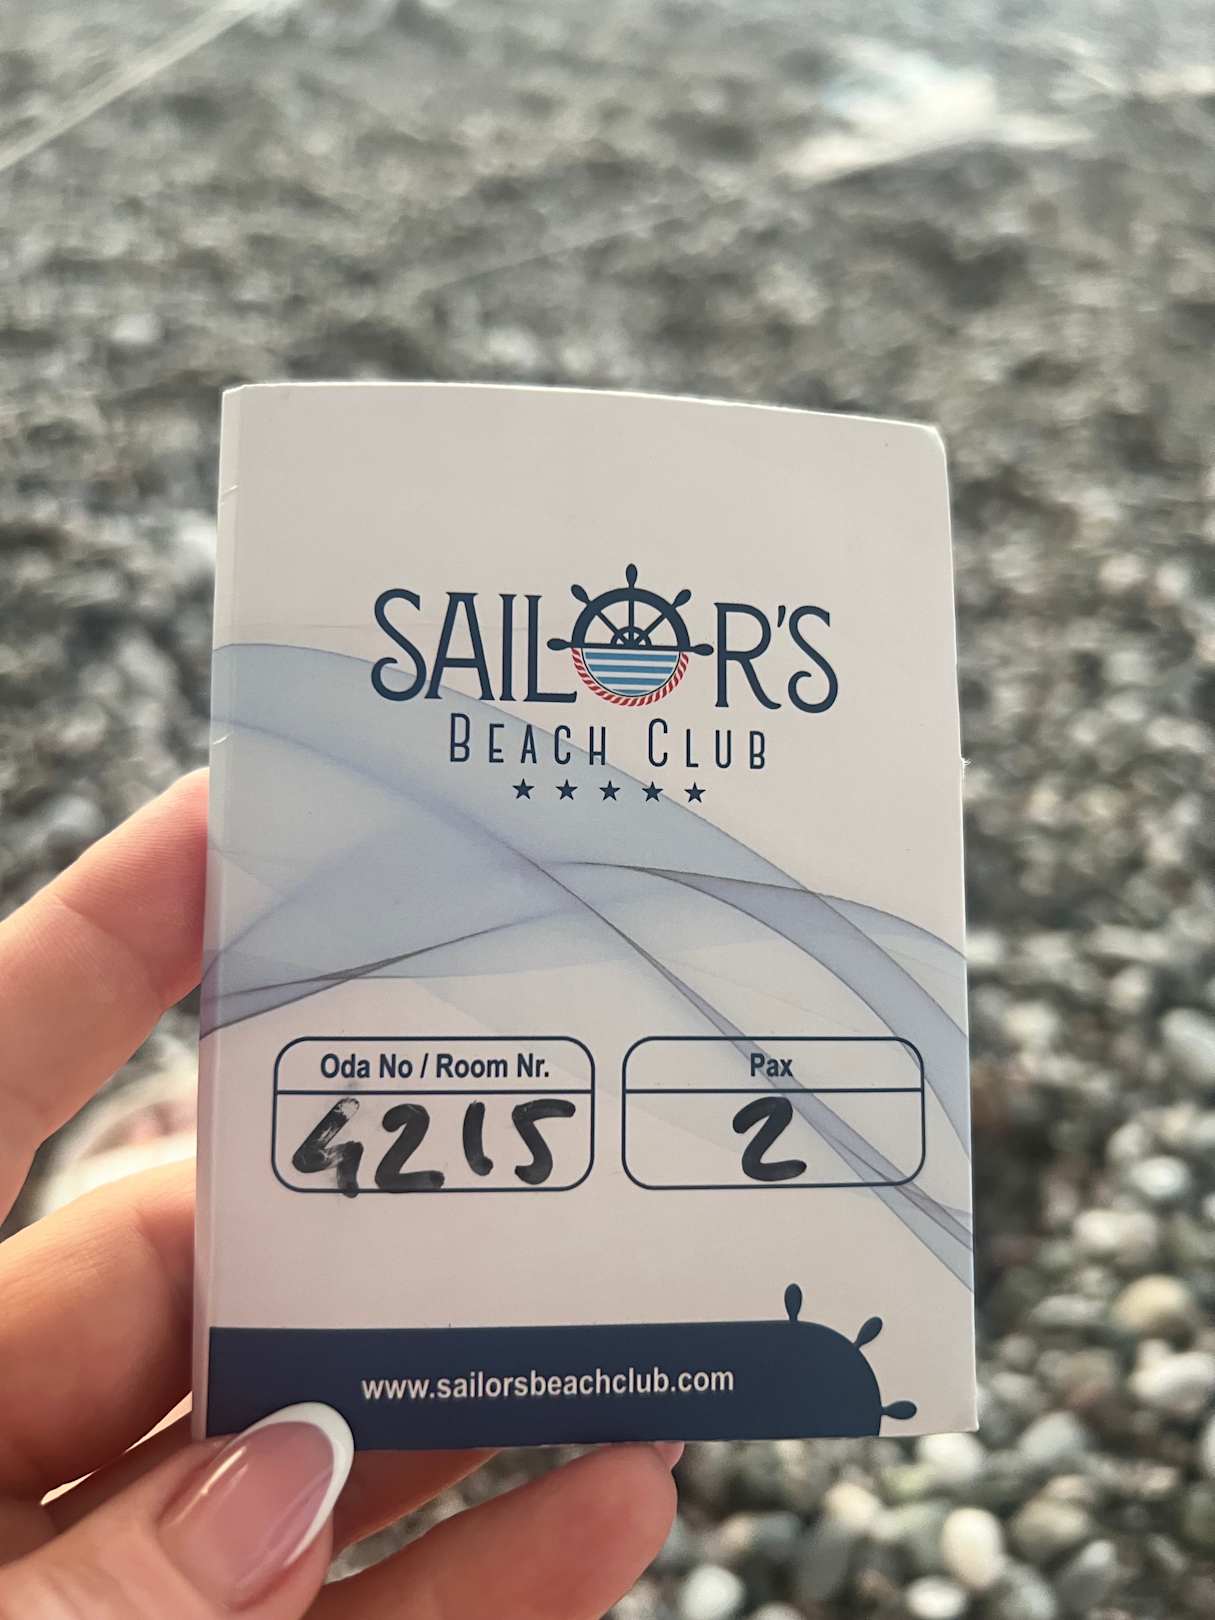 SAILOR'S
BEACH CLUB
★★★★★
Oda No / Room Nr.
4215
Pax
2
www.sailorsbeachclub.com